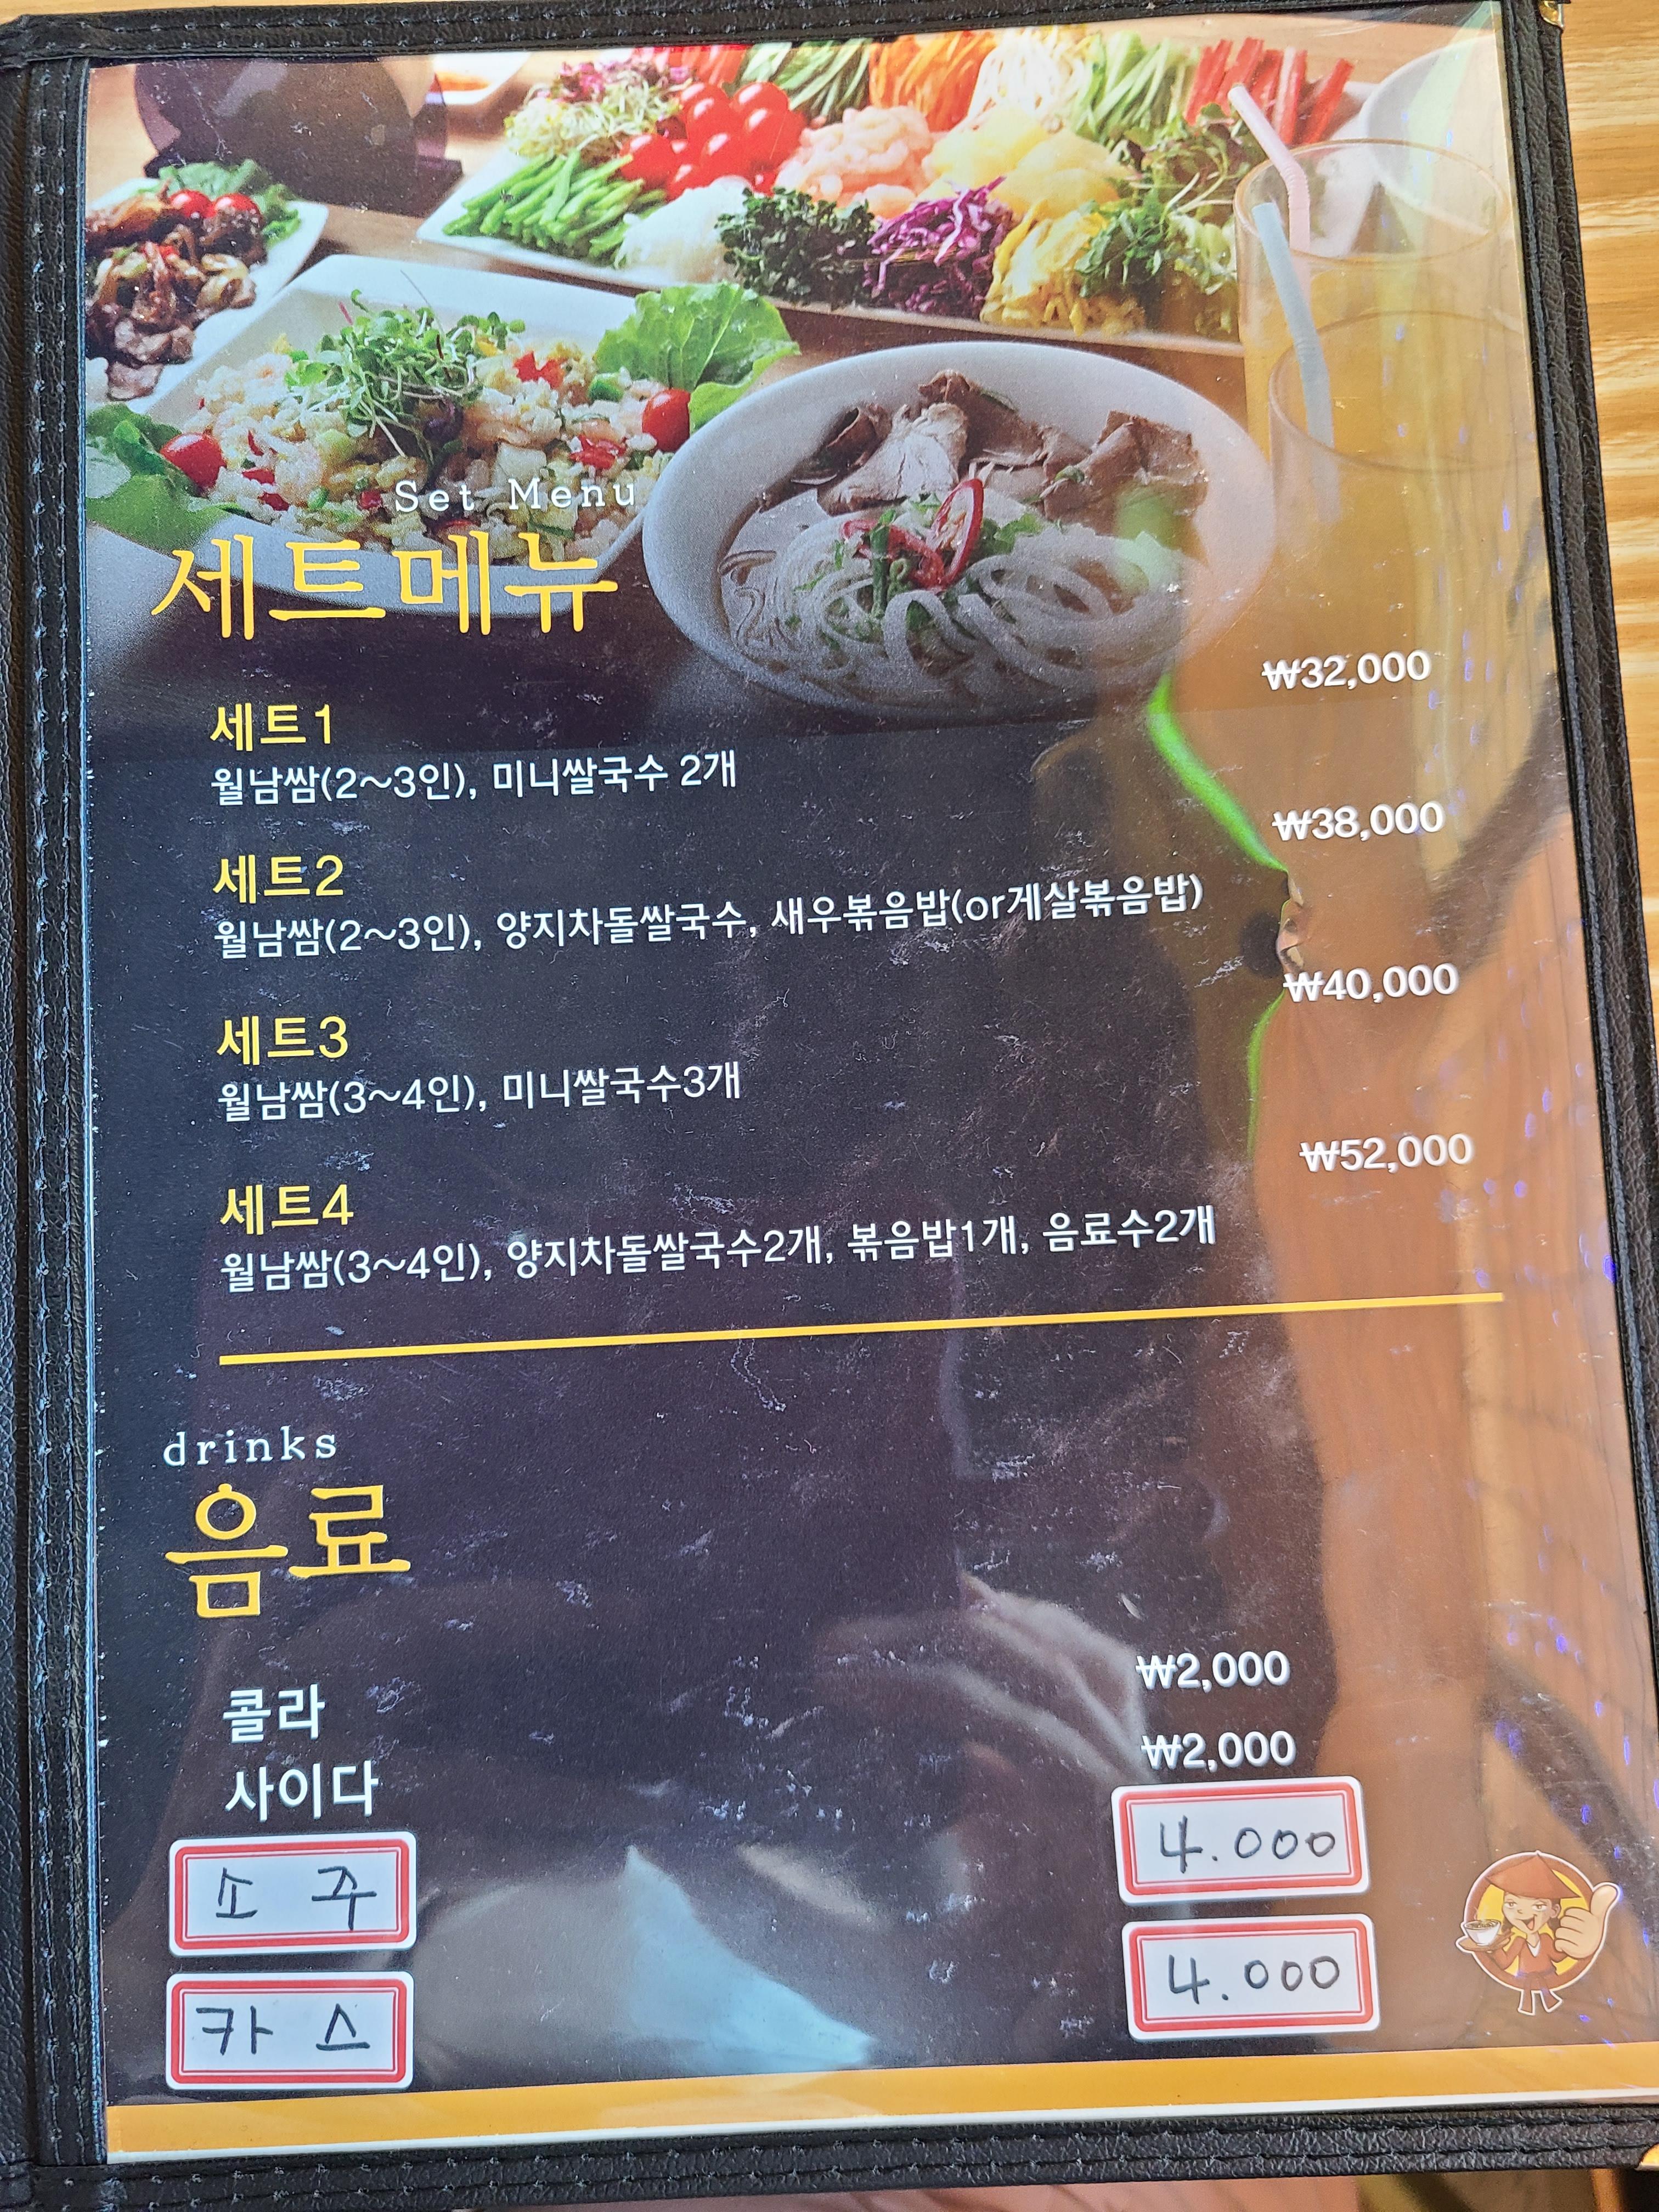 Set Menu
세트메뉴
세트1 ₩32,000
월남쌈(2~3인), 미니쌀국수 2개
세트2 ₩38,000
월남쌈(2~3인), 양지차돌쌀국수, 새우볶음밥(or게살볶음밥)
세트3 ₩40,000
월남쌈(3~4인), 미니쌀국수3개
세트4 ₩52,000
월남쌈(3~4인), 양지차돌쌀국수2개, 볶음밥1개, 음료수2개
drinks
음료
콜라 ₩2,000
사이다 ₩2,000
소주 4.000
카스 4.000